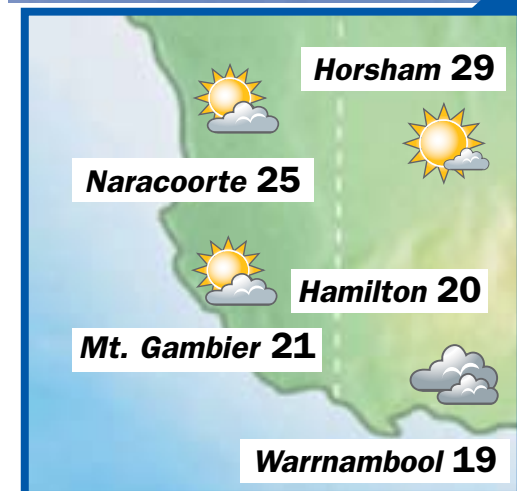 Horsham 29
Naracoorte 25
Hamilton 20
Mt. Gambier 21
Warrnambool 19